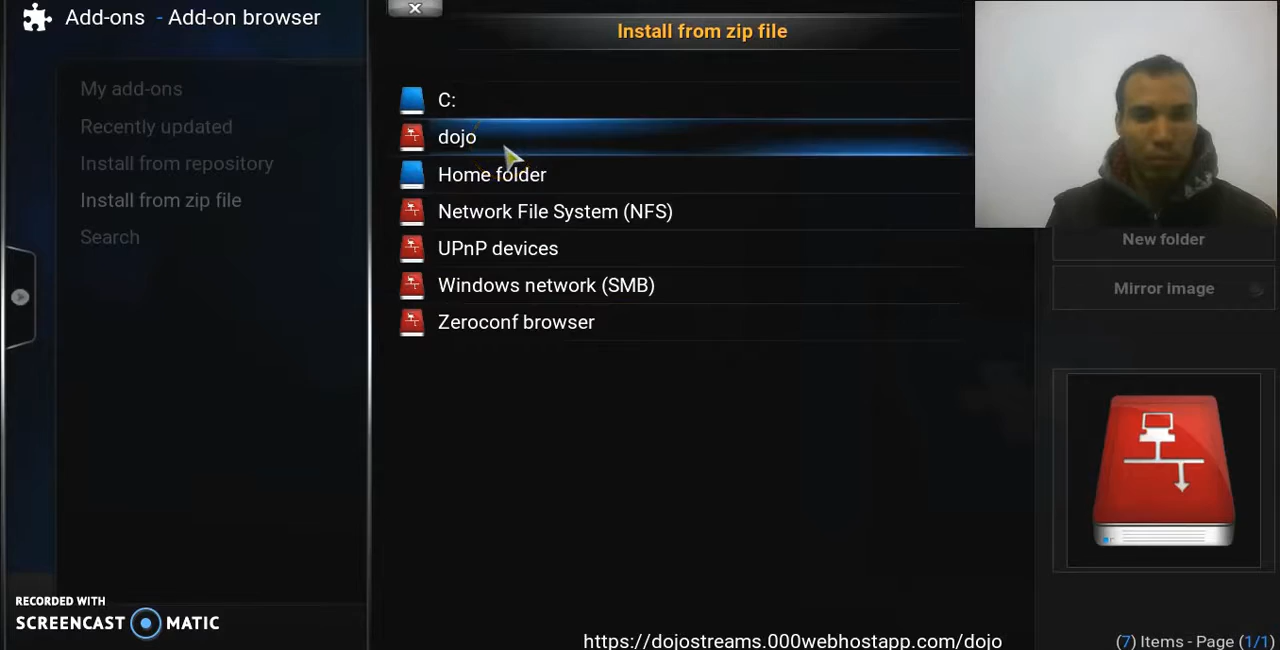 Add-ons - Add-on browser
My add-ons
Recently updated
Install from repository
Install from zip file
Search
×
Install from zip file
C:
dojo
Home folder
Network File System (NFS)
UPnP devices
Windows network (SMB)
Zeroconf browser
New folder
Mirror image
RECORDED WITH
SCREENCAST MATIC
https://dojostreams.000webhostapp.com/dojo
(7) Items - Page (1/1)